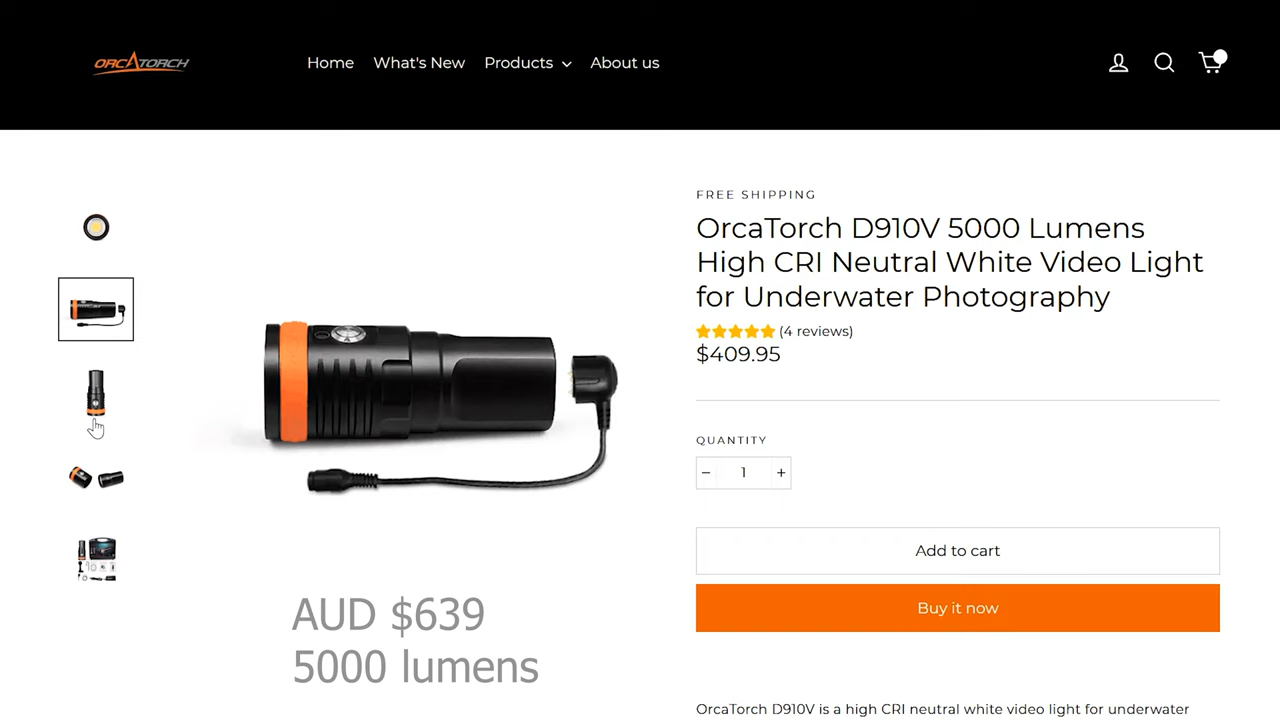 ORCATORCH
Home
What's New
Products
About us
FREE SHIPPING
OrcaTorch D910V 5000 Lumens
High CRI Neutral White Video Light
for Underwater Photography
(4 reviews)
$409.95
QUANTITY
− 1 +
Add to cart
Buy it now
AUD $639
5000 lumens
OrcaTorch D910V is a high CRI neutral white video light for underwater